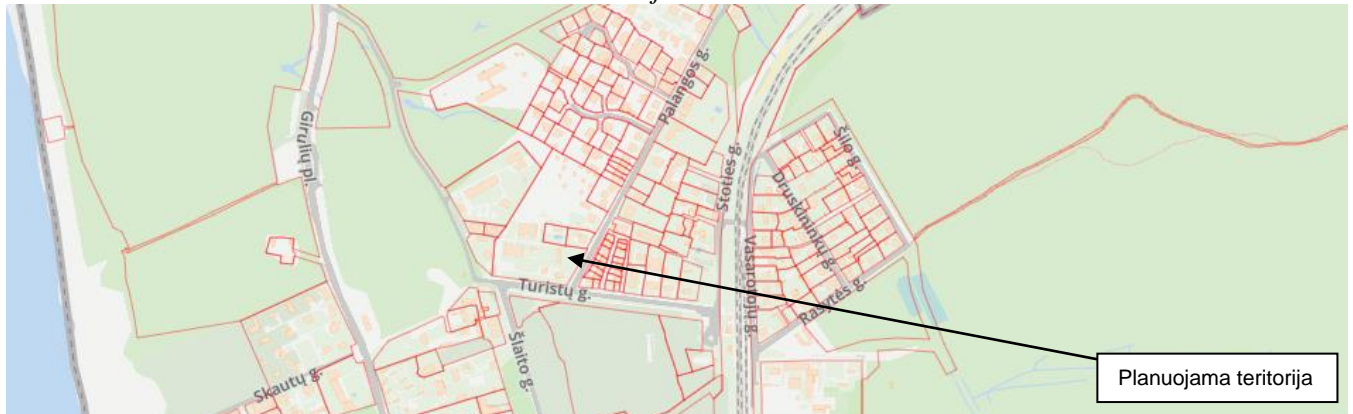 Palangos g.
Girulių pl.
Stoties g.
Šilo g.
Druskininkų g.
Vasarotojų g.
Rasytės g.
Turistų g.
Šlaito g.
Skautų g.
Planuojama teritorija